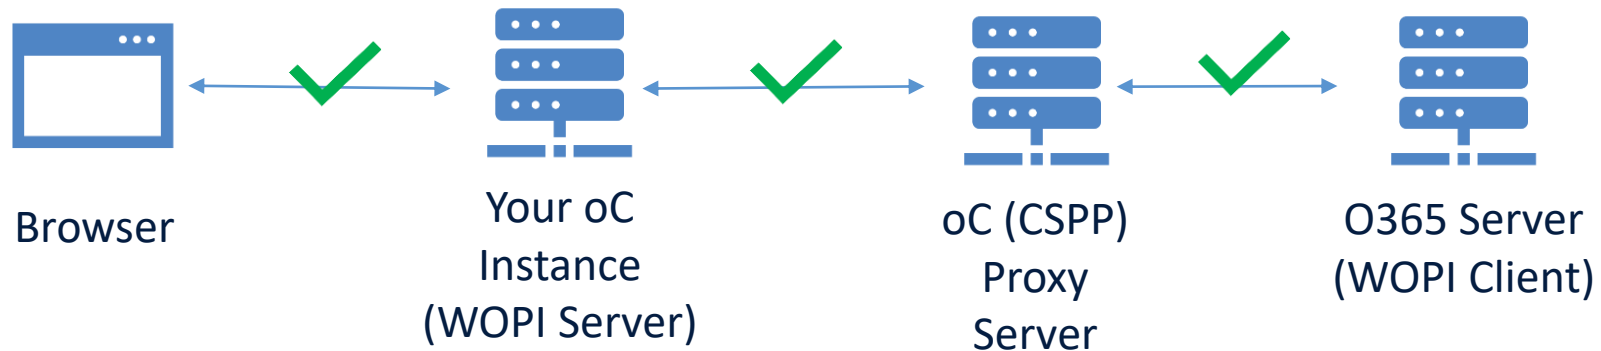 Browser
Your oC
Instance
(WOPI Server)
oC (CSPP)
Proxy
Server
O365 Server
(WOPI Client)